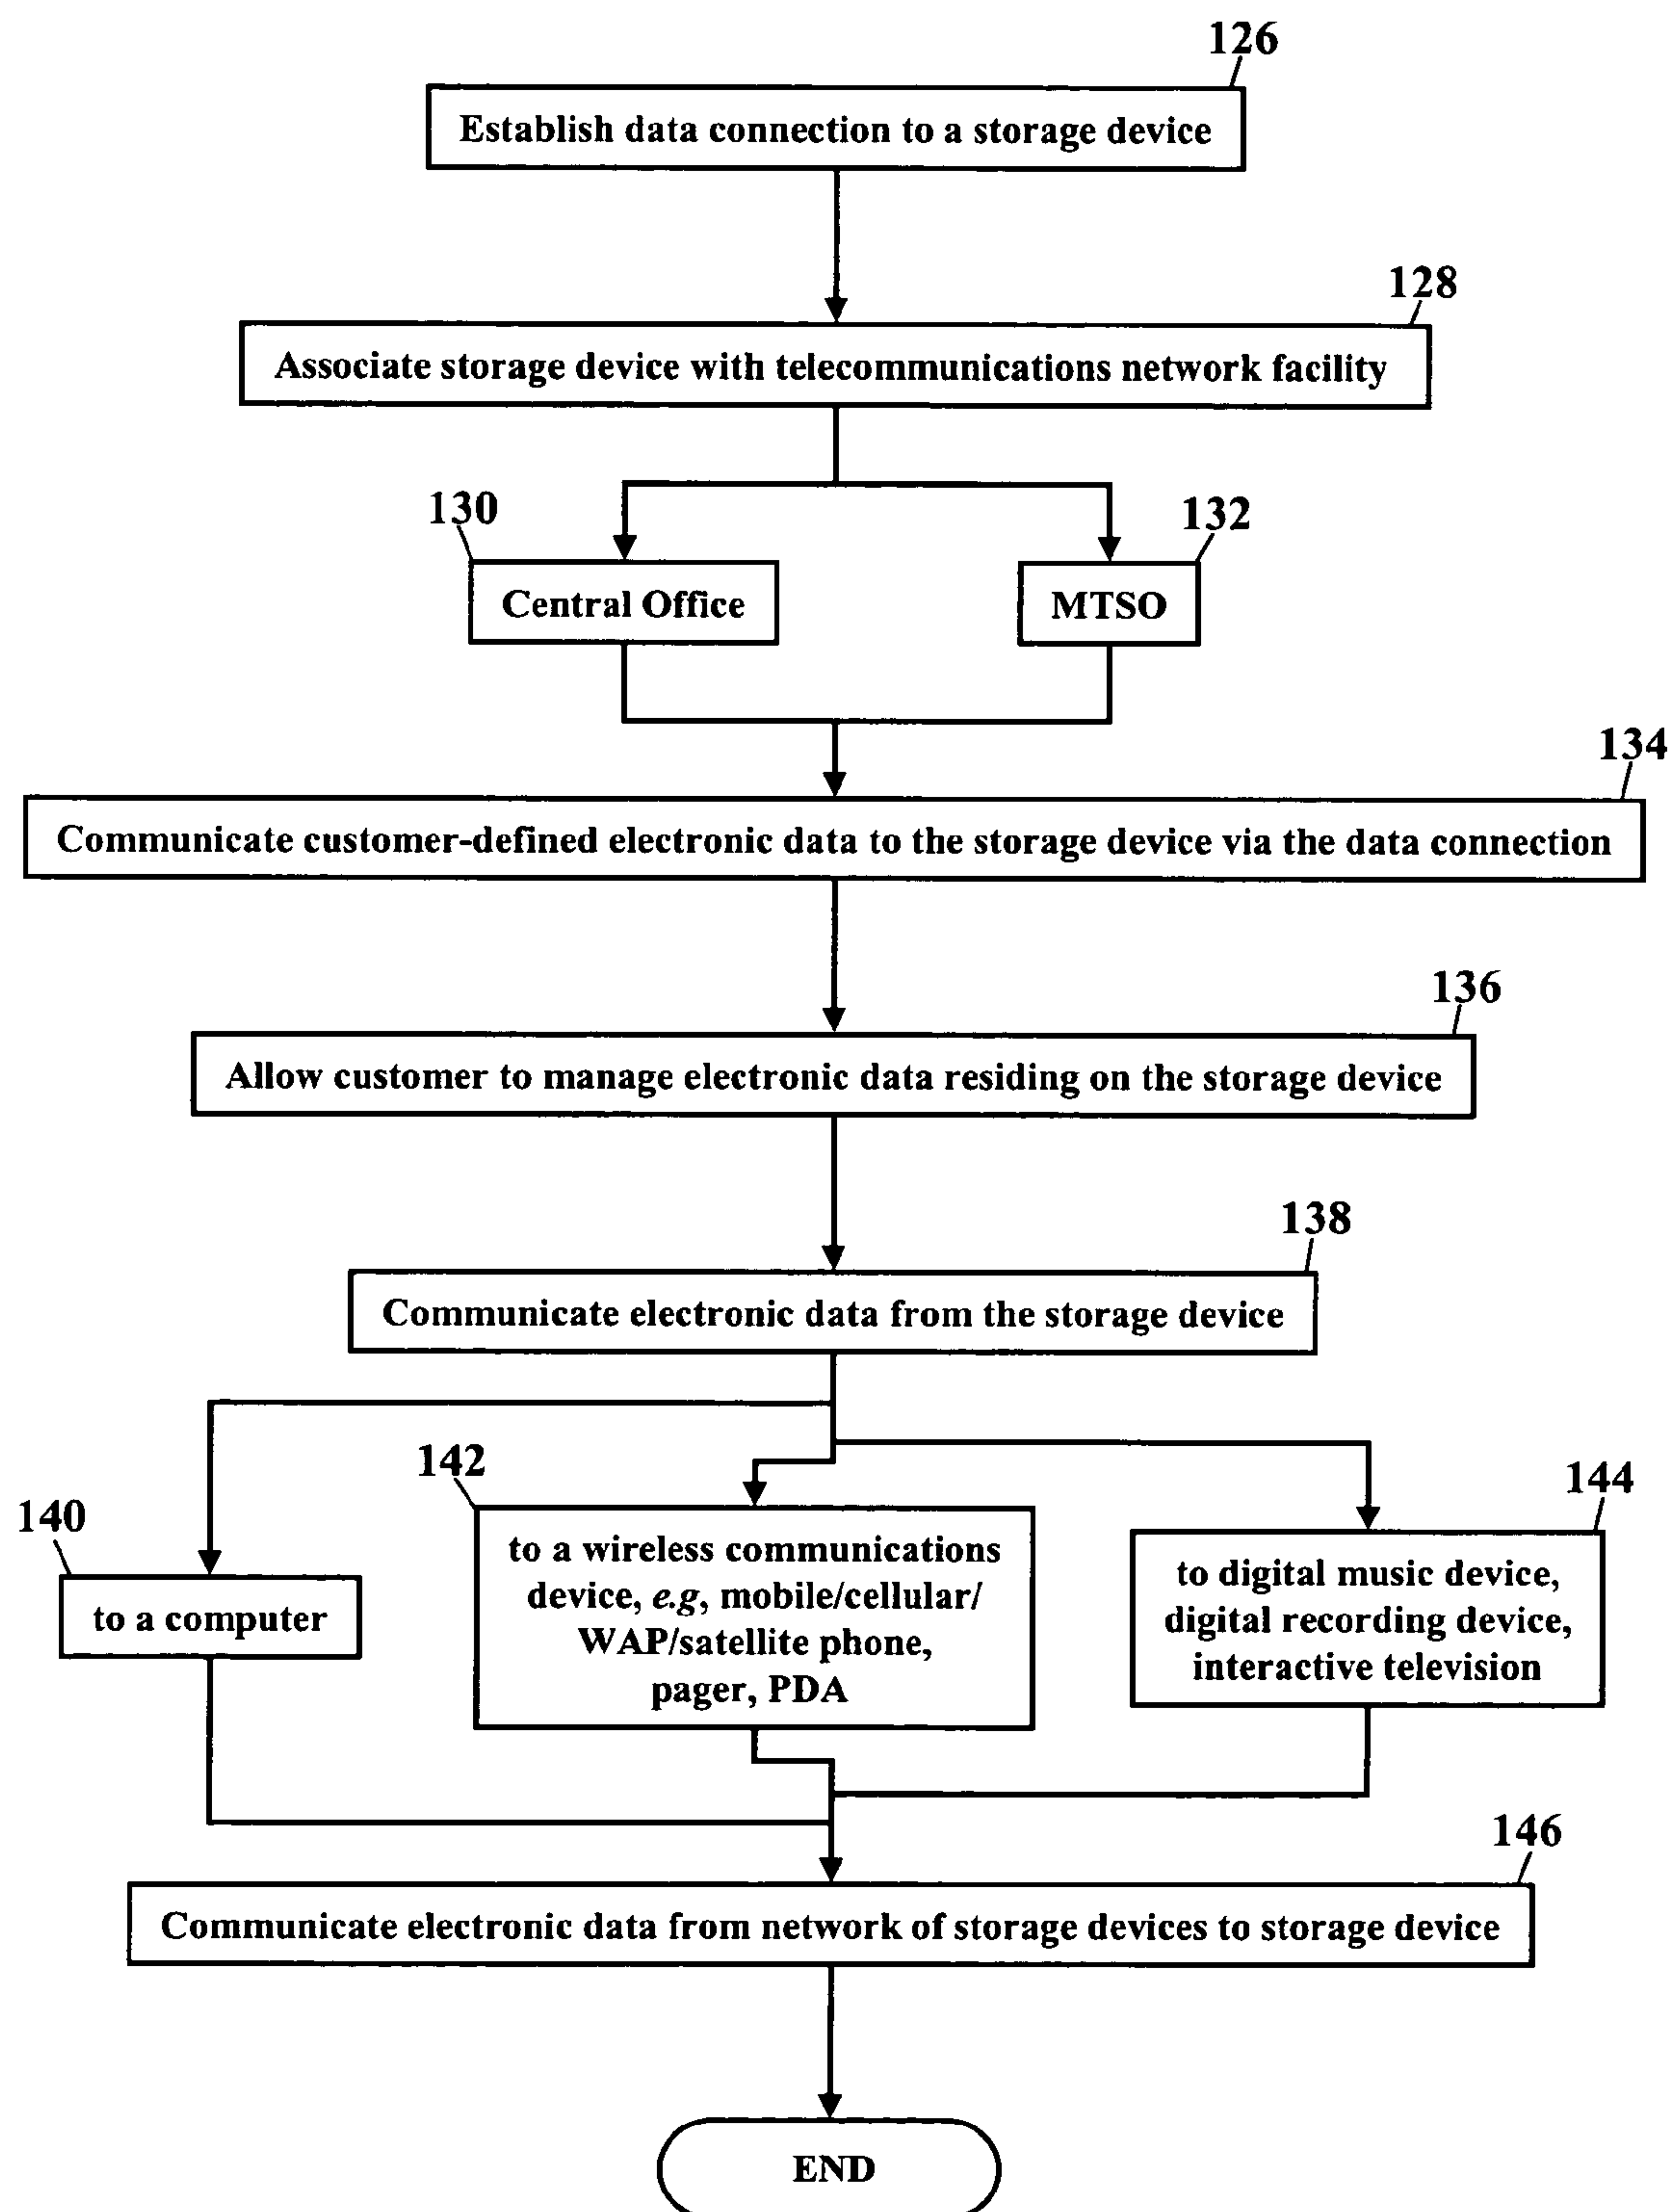 126
Establish data connection to a storage device
128
Associate storage device with telecommunications network facility
130
132
Central Office
MTSO
134
Communicate customer-defined electronic data to the storage device via the data connection
136
Allow customer to manage electronic data residing on the storage device
138
Communicate electronic data from the storage device
140
to a computer
142
to a wireless communications
device, e.g, mobile/cellular/
WAP/satellite phone,
pager, PDA
144
to digital music device,
digital recording device,
interactive television
146
Communicate electronic data from network of storage devices to storage device
END